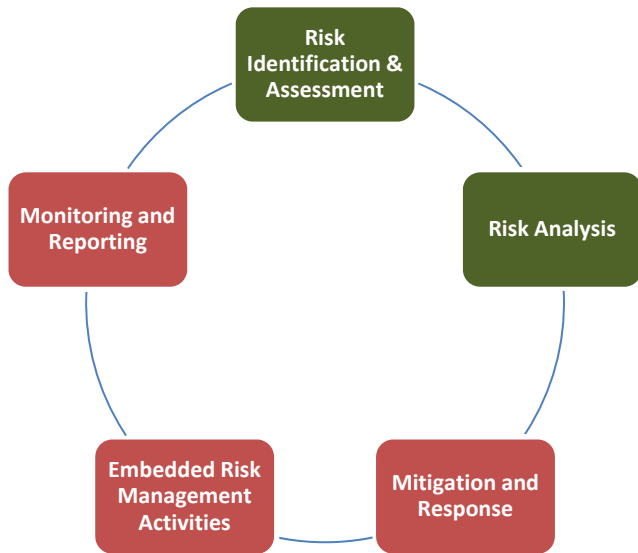 Risk
Identification &
Assessment
Risk Analysis
Mitigation and
Response
Embedded Risk
Management
Activities
Monitoring and
Reporting